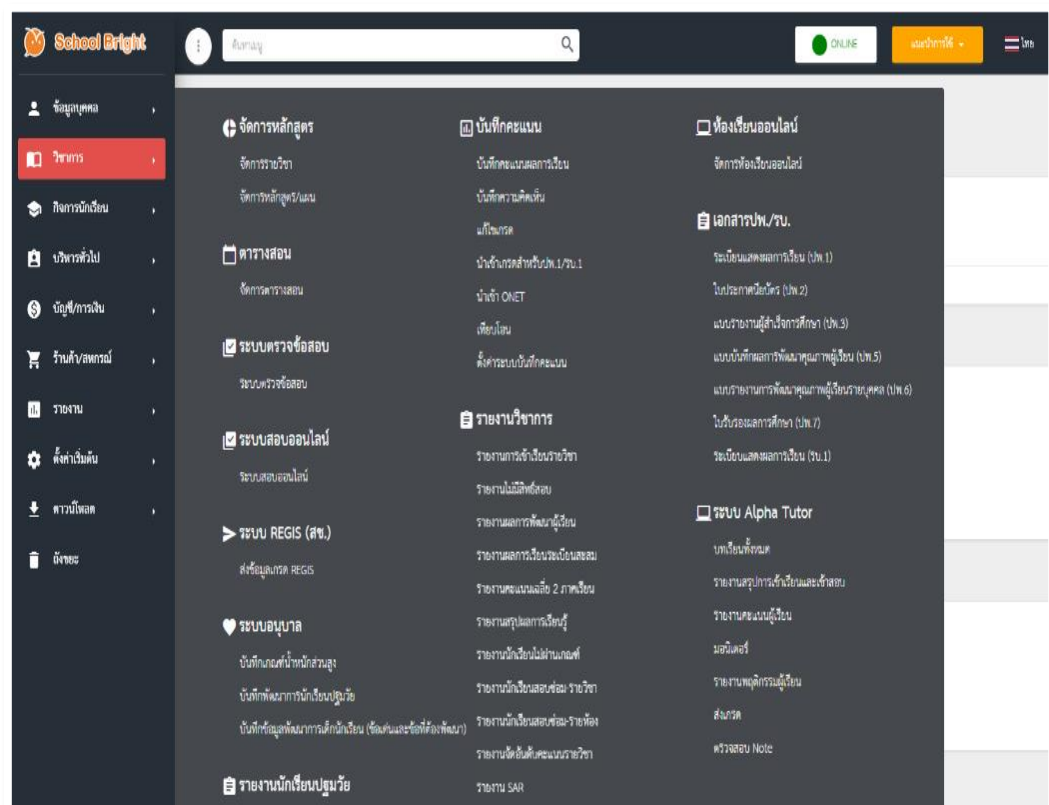 School Bright
ค้นหาเมนู
ONLINE
แนะนำการใช้
ไทย
ข้อมูลบุคคล
วิชาการ
กิจการนักเรียน
บริหารทั่วไป
บัญชี/การเงิน
ร้านค้า/สหกรณ์
รายงาน
ตั้งค่าเริ่มต้น
ดาวน์โหลด
ถังขยะ
จัดการหลักสูตร
จัดการรายวิชา
จัดการหลักสูตร/แผน
ตารางสอน
จัดการตารางสอน
ระบบตรวจข้อสอบ
ระบบตรวจข้อสอบ
ระบบสอบออนไลน์
ระบบสอบออนไลน์
ระบบ REGIS (สช.)
ส่งข้อมูลเกรด REGIS
ระบบอนุบาล
บันทึกเกณฑ์น้ำหนักส่วนสูง
บันทึกพัฒนาการนักเรียนปฐมวัย
บันทึกข้อมูลพัฒนาการเด็กนักเรียน (ข้อเด่นและข้อที่ต้องพัฒนา)
รายงานนักเรียนปฐมวัย
บันทึกคะแนน
บันทึกคะแนนผลการเรียน
บันทึกความคิดเห็น
แก้ไขเกรด
นำเข้าเกรดสำหรับปพ.1/รบ.1
นำเข้า ONET
เทียบโอน
ตั้งค่าระบบบันทึกคะแนน
รายงานวิชาการ
รายงานการเข้าเรียนรายวิชา
รายงานไม่มีสิทธิ์สอบ
รายงานผลการพัฒนาผู้เรียน
รายงานผลการเรียนระเบียนสะสม
รายงานคะแนนเฉลี่ย 2 ภาคเรียน
รายงานสรุปผลการเรียนรู้
รายงานนักเรียนไม่ผ่านเกณฑ์
รายงานนักเรียนสอบซ่อม-รายวิชา
รายงานนักเรียนสอบซ่อม-รายห้อง
รายงานจัดอันดับคะแนนรายวิชา
รายงาน SAR
ห้องเรียนออนไลน์
จัดการห้องเรียนออนไลน์
เอกสารปพ./รบ.
ระเบียนแสดงผลการเรียน (ปพ.1)
ใบประกาศนียบัตร (ปพ.2)
แบบรายงานผู้สำเร็จการศึกษา (ปพ.3)
แบบบันทึกผลการพัฒนาคุณภาพผู้เรียน (ปพ.5)
แบบรายงานการพัฒนาคุณภาพผู้เรียนรายบุคคล (ปพ.6)
ใบรับรองผลการศึกษา (ปพ.7)
ระเบียบแสดงผลการเรียน (รบ.1)
ระบบ Alpha Tutor
บทเรียนทั้งหมด
รายงานสรุปการเข้าเรียนและเข้าสอบ
รายงานคะแนนผู้เรียน
มอนิเตอร์
รายงานพฤติกรรมผู้เรียน
ส่งเกรด
ตรวจสอบ Note